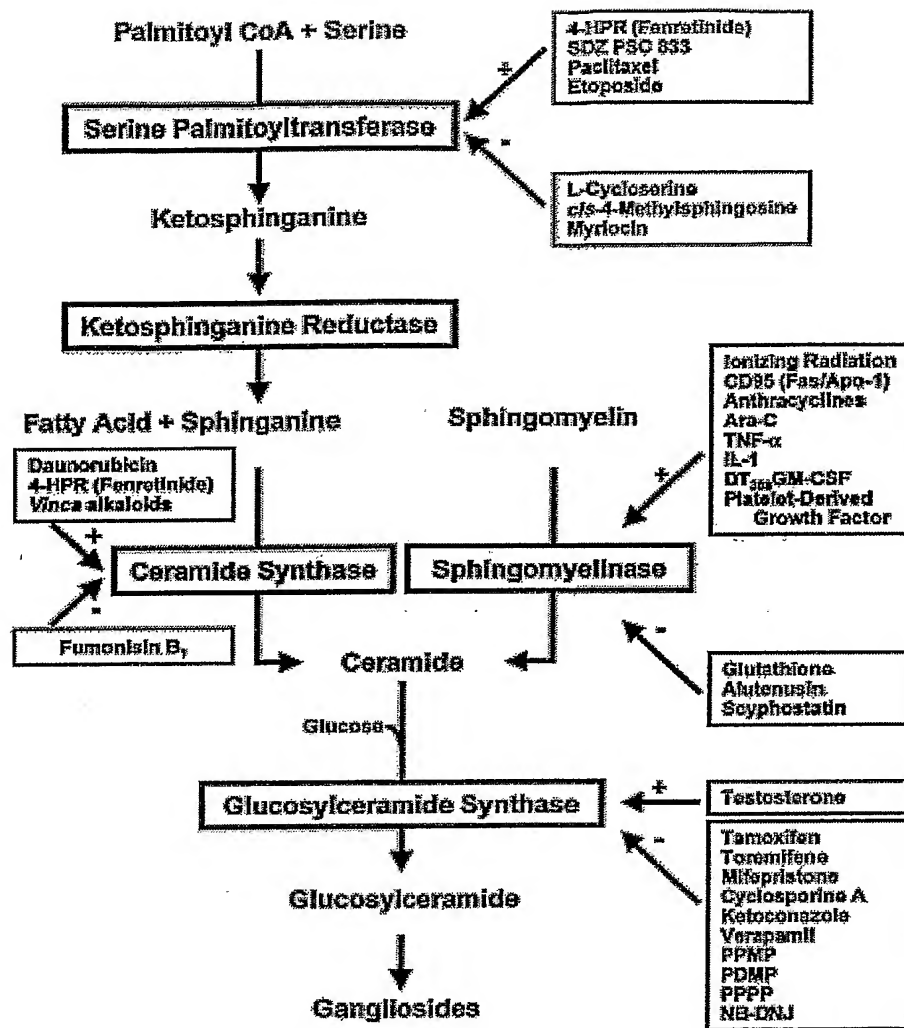 Palmitoyl CoA + Serine
4-HPR (Fenretinide)
SDZ PSC 833
Paclitaxel
Etoposide
+
Serine Palmitoyltransferase
-
L-Cycloserine
cis-4-Methylsphingosine
Myriocin
Ketosphinganine
Ketosphinganine Reductase
Fatty Acid + Sphinganine
Sphingomyelin
Ionizing Radiation
CD95 (Fas/Apo-1)
Anthracyclines
Ara-C
TNF-α
IL-1
DT₃₈₈GM-CSF
Platelet-Derived
Growth Factor
+
Daunorubicin
4-HPR (Fenretinide)
Vinca alkaloids
+
Ceramide Synthase
Sphingomyelinase
-
Fumonisin B₁
-
Glutathione
Alutenusin
Scyphostatin
Ceramide
Glucose
Glucosylceramide Synthase
+
Testosterone
-
Tamoxifen
Toremifene
Mifepristone
Cyclosporine A
Ketoconazole
Verapamil
PPMP
PDMP
PPPP
NB-DNJ
Glucosylceramide
Gangliosides